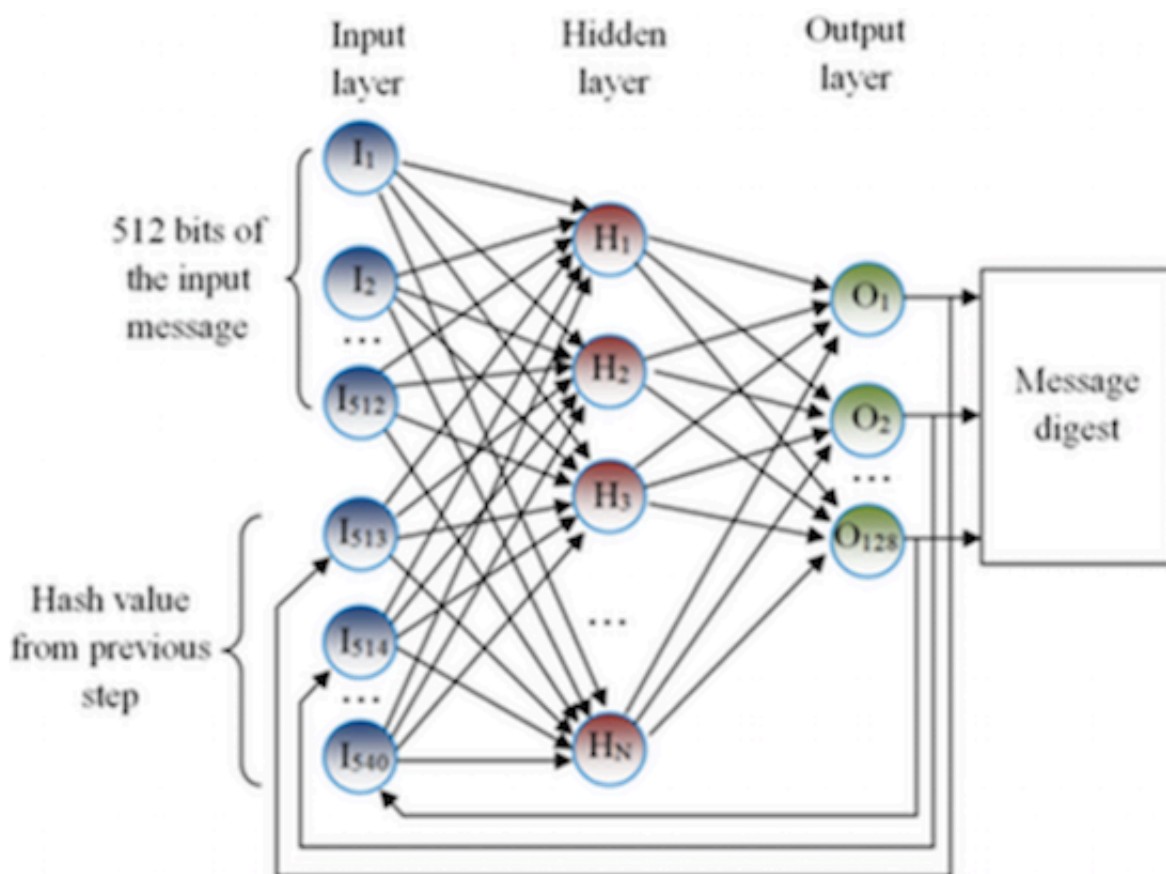 Input
layer
Hidden
layer
Output
layer
512 bits of
the input
message
I₁
I₂
...
I₅₁₂
Hash value
from previous
step
I₅₁₃
I₅₁₄
...
I₅₄₀
H₁
H₂
H₃
...
H_N
O₁
O₂
...
O₁₂₈
Message
digest